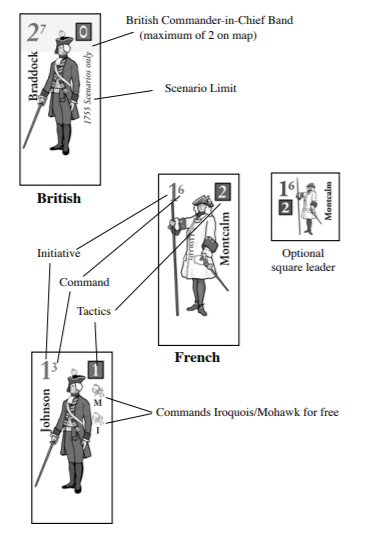 British Commander-in-Chief Band
(maximum of 2 on map)
2 7
0
Braddock
1755 Scenarios only
Scenario Limit
British
1 6
2
Montcalm
1 6
2
Montcalm
Optional
square leader
Initiative
Command
Tactics
French
1 3
1
Johnson
M
I
Commands Iroquois/Mohawk for free